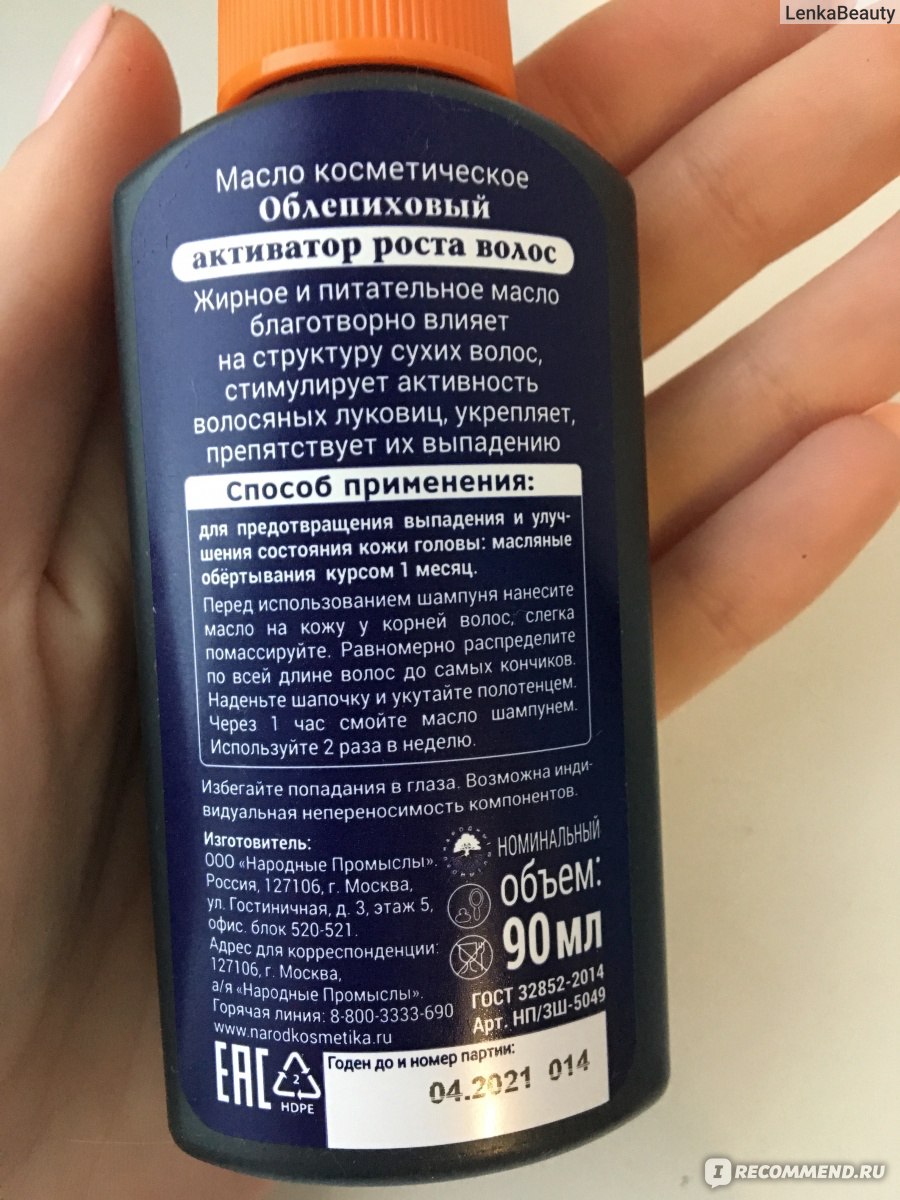 LenkaBeauty
Масло косметическое
Облепиховый
активатор роста волос
Жирное и питательное масло
благотворно влияет
на структуру сухих волос,
стимулирует активность
волосяных луковиц, укрепляет,
препятствует их выпадению
Способ применения:
для предотвращения выпадения и улуч-
шения состояния кожи головы: масляные
обёртывания курсом 1 месяц.
Перед использованием шампуня нанесите
масло на кожу у корней волос, слегка
помассируйте. Равномерно распределите
по всей длине волос до самых кончиков.
Наденьте шапочку и укутайте полотенцем.
Через 1 час смойте масло шампунем.
Используйте 2 раза в неделю.
Избегайте попадания в глаза. Возможна инди-
видуальная непереносимость компонентов.
Изготовитель:
ООО «Народные Промыслы».
Россия, 127106, г. Москва,
ул. Гостиничная, д. 3, этаж 5,
офис. блок 520-521.
Адрес для корреспонденции:
127106, г. Москва,
а/я «Народные Промыслы».
Горячая линия: 8-800-3333-690
www.narodkosmetika.ru
НОМИНАЛЬНЫЙ
объем:
90 мл
ГОСТ 32852-2014
Арт. НП/ЗШ-5049
EAC
2
HDPE
Годен до и номер партии:
04.2021 014
I RECOMMEND.RU